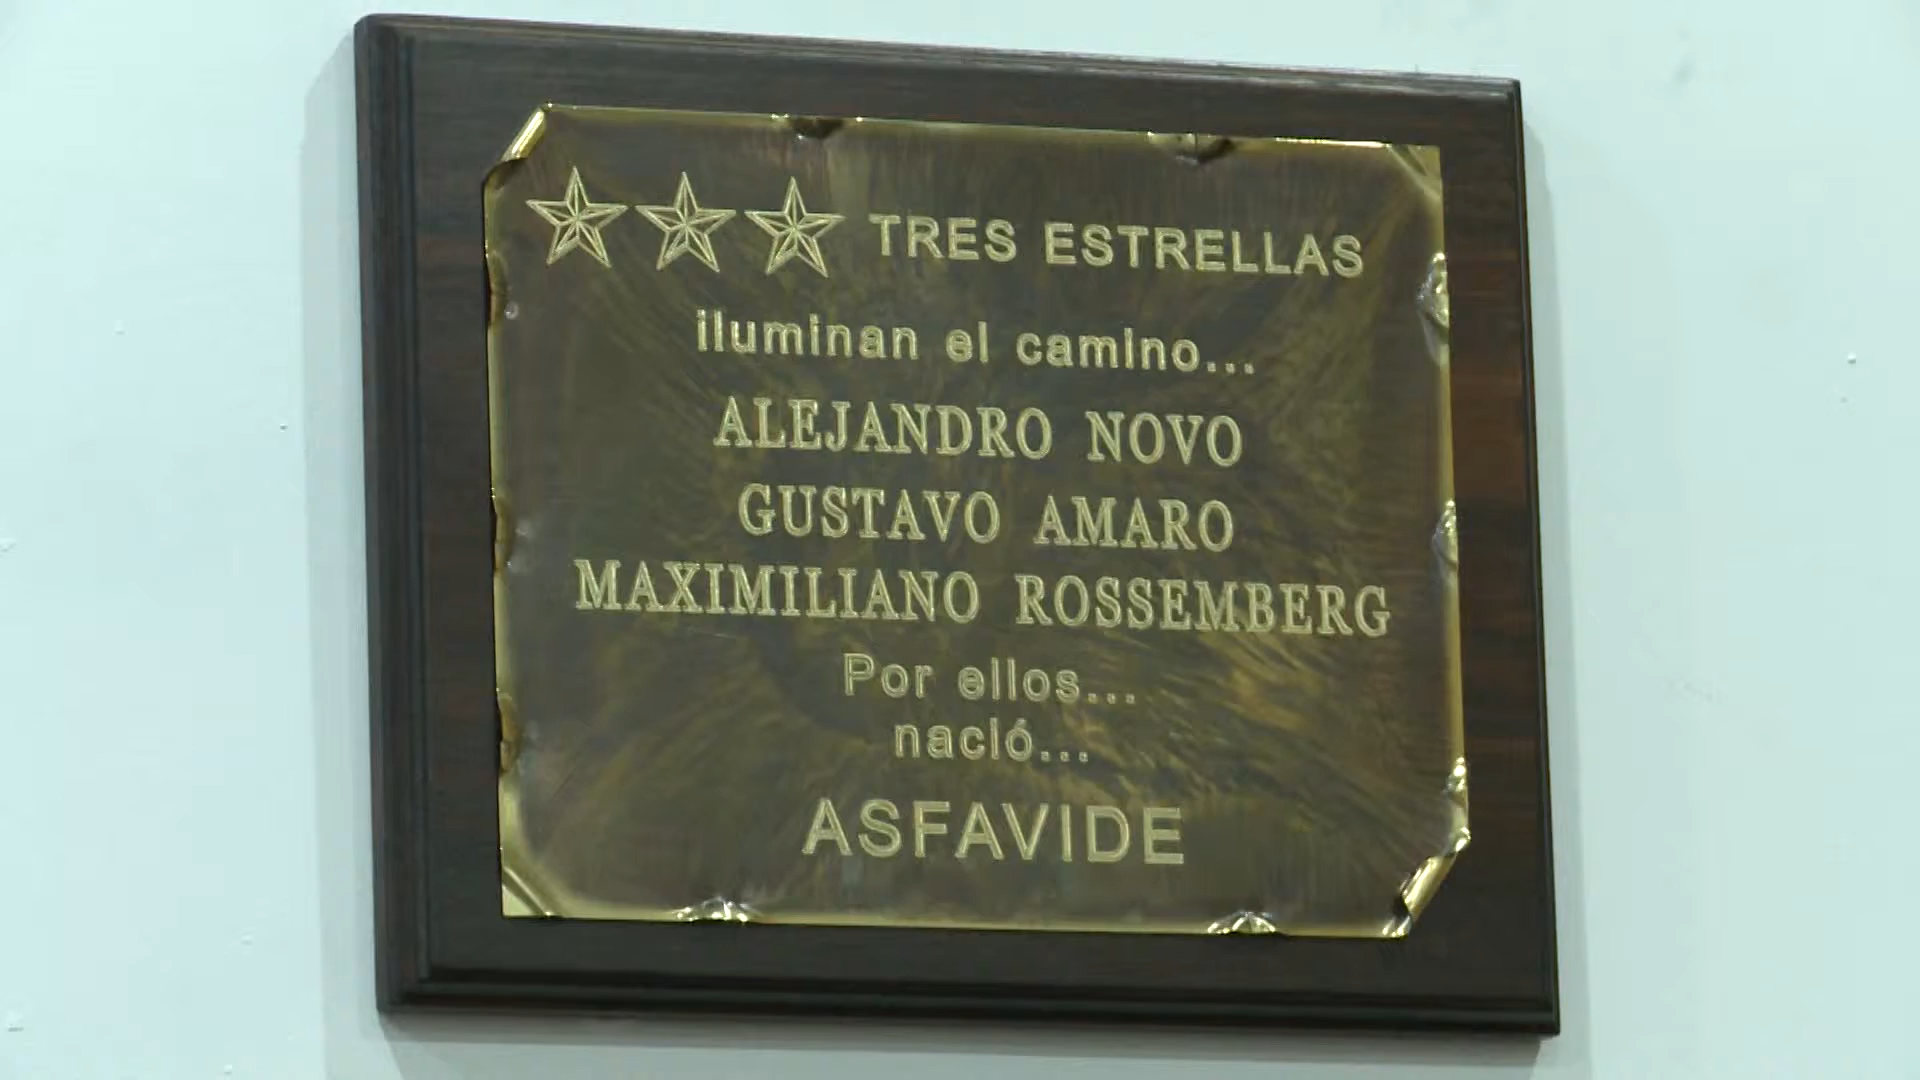 TRES ESTRELLAS
iluminan el camino...
ALEJANDRO NOVO
GUSTAVO AMARO
MAXIMILIANO ROSSEMBERG
Por ellos...
nació...
ASFAVIDE